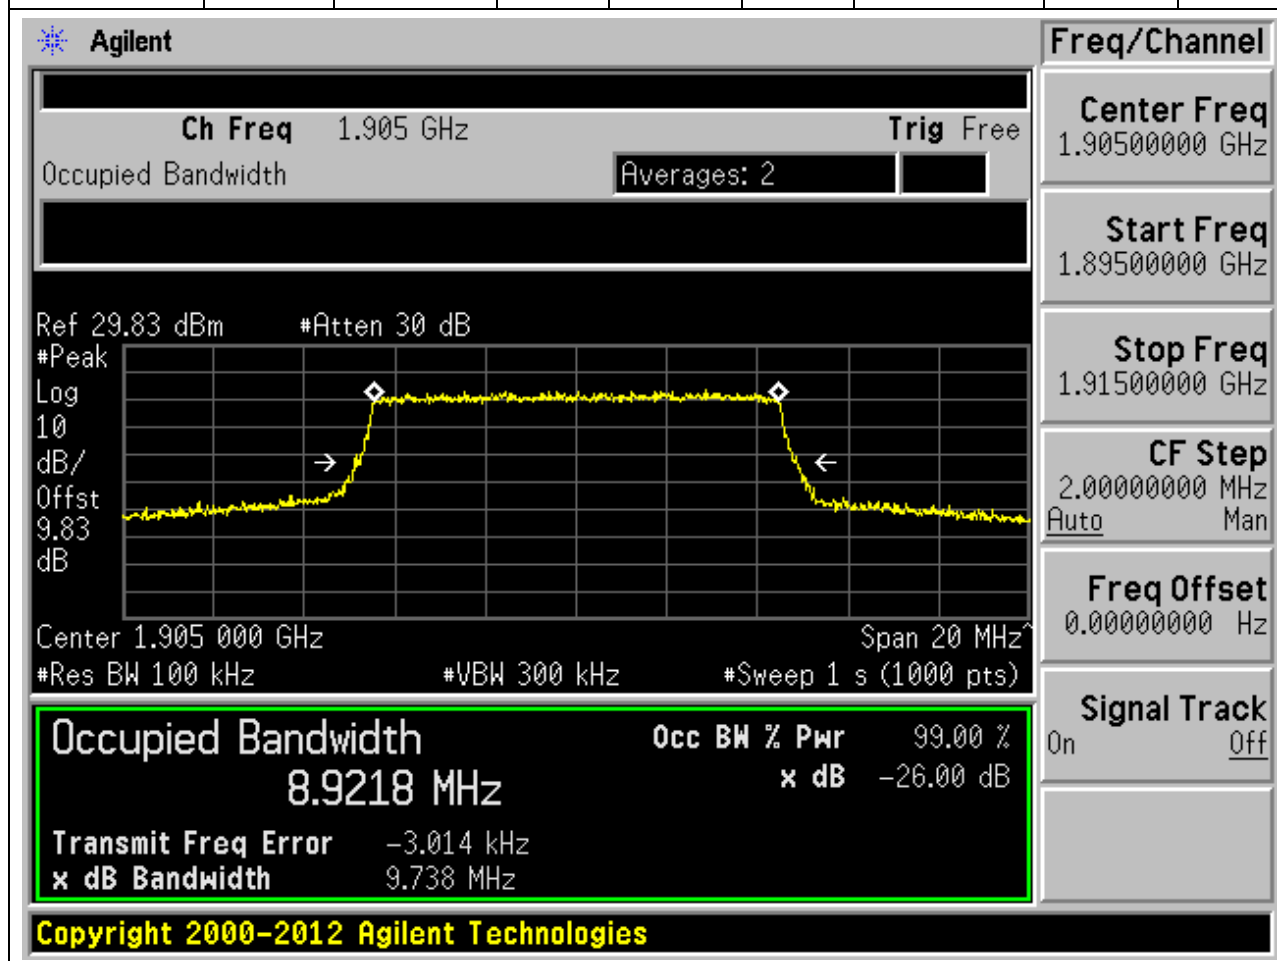 Agilent
Freq/Channel
Ch Freq 1.905 GHz Trig Free
Occupied Bandwidth Averages: 2
Center Freq
1.90500000 GHz
Start Freq
1.89500000 GHz
Stop Freq
1.91500000 GHz
CF Step
2.00000000 MHz
Auto Man
Freq Offset
0.00000000 Hz
Signal Track
On Off
Ref 29.83 dBm #Atten 30 dB
#Peak
Log
10
dB/
Offst
9.83
dB
Center 1.905 000 GHz Span 20 MHz^
#Res BW 100 kHz #VBW 300 kHz #Sweep 1 s (1000 pts)
Occupied Bandwidth Occ BW % Pwr 99.00 %
8.9218 MHz x dB -26.00 dB
Transmit Freq Error -3.014 kHz
x dB Bandwidth 9.738 MHz
Copyright 2000-2012 Agilent Technologies